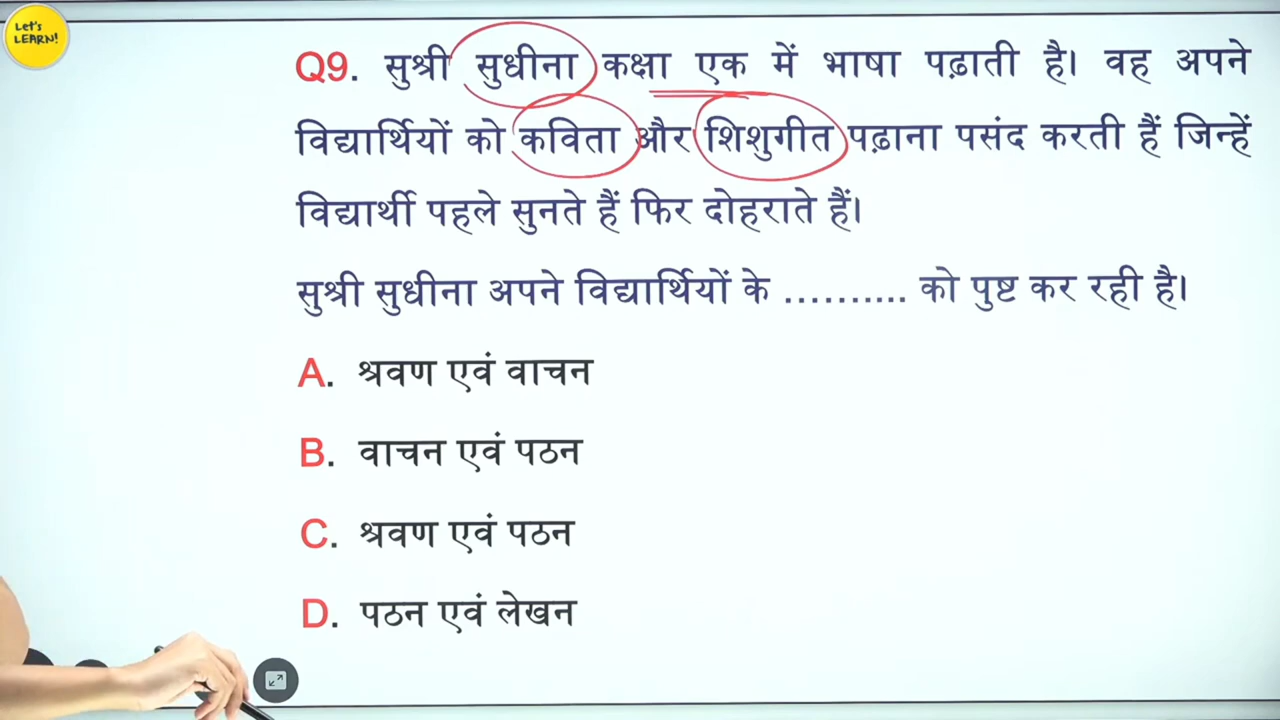 Let's
LEARN!
Q9. सुश्री सुधीना कक्षा एक में भाषा पढ़ाती है। वह अपने
विद्यार्थियों को कविता और शिशुगीत पढ़ाना पसंद करती हैं जिन्हें
विद्यार्थी पहले सुनते हैं फिर दोहराते हैं।
सुश्री सुधीना अपने विद्यार्थियों के .......... को पुष्ट कर रही है।
A. श्रवण एवं वाचन
B. वाचन एवं पठन
C. श्रवण एवं पठन
D. पठन एवं लेखन